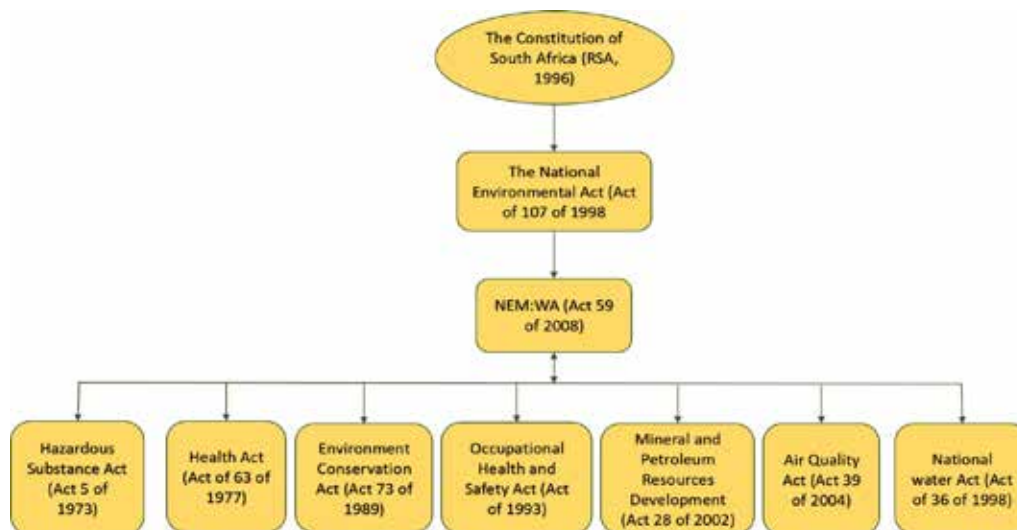 The Constitution of
South Africa (RSA,
1996)
The National
Environmental Act (Act
of 107 of 1998
NEM:WA (Act 59
of 2008)
Hazardous
Substance Act
(Act 5 of
1973)
Health Act
(Act of 63 of
1977)
Environment
Conservation
Act (Act 73 of
1989)
Occupational
Health and
Safety Act (Act
of 1993)
Mineral and
Petroleum
Resources
Development
(Act 28 of 2002)
Air Quality
Act (Act 39
of 2004)
National
water Act (Act
of 36 of 1998)